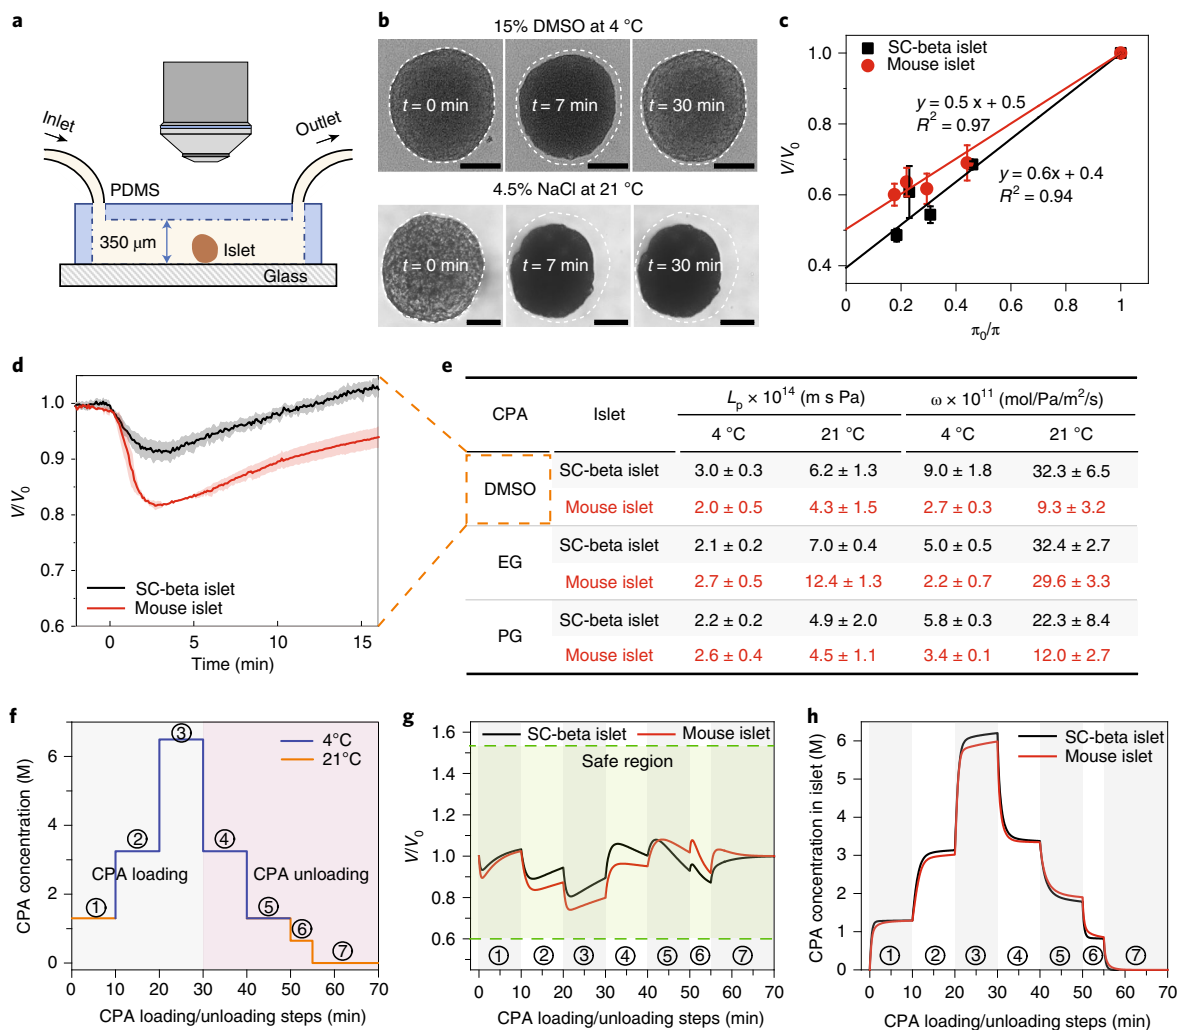 a
Inlet
Outlet
PDMS
350 μm
Islet
Glass
b
15% DMSO at 4 °C
t = 0 min
t = 7 min
t = 30 min
4.5% NaCl at 21 °C
t = 0 min
t = 7 min
t = 30 min
c
SC-beta islet
Mouse islet
y = 0.5 x + 0.5
R² = 0.97
y = 0.6x + 0.4
R² = 0.94
V/V₀
1.0
0.8
0.6
0.4
0 0.2 0.4 0.6 0.8 1.0
π₀/π
d
V/V₀
1.0
0.9
0.8
0.7
0.6
SC-beta islet
Mouse islet
0 5 10 15
Time (min)
e
CPA Islet Lₚ × 10¹⁴ (m s Pa) ω × 10¹¹ (mol/Pa/m²/s)
4 °C 21 °C 4 °C 21 °C
DMSO
SC-beta islet 3.0 ± 0.3 6.2 ± 1.3 9.0 ± 1.8 32.3 ± 6.5
Mouse islet 2.0 ± 0.5 4.3 ± 1.5 2.7 ± 0.3 9.3 ± 3.2
EG
SC-beta islet 2.1 ± 0.2 7.0 ± 0.4 5.0 ± 0.5 32.4 ± 2.7
Mouse islet 2.7 ± 0.5 12.4 ± 1.3 2.2 ± 0.7 29.6 ± 3.3
PG
SC-beta islet 2.2 ± 0.2 4.9 ± 2.0 5.8 ± 0.3 22.3 ± 8.4
Mouse islet 2.6 ± 0.4 4.5 ± 1.1 3.4 ± 0.1 12.0 ± 2.7
f
CPA concentration (M)
6
4
2
0
4°C
21°C
①
②
③
④
⑤
⑥
⑦
CPA loading
CPA unloading
0 10 20 30 40 50 60 70
CPA loading/unloading steps (min)
g
V/V₀
1.6
1.4
1.2
1.0
0.8
0.6
SC-beta islet
Mouse islet
Safe region
① ② ③ ④ ⑤ ⑥ ⑦
0 10 20 30 40 50 60 70
CPA loading/unloading steps (min)
h
CPA concentration in islet (M)
6
5
4
3
2
1
0
SC-beta islet
Mouse islet
① ② ③ ④ ⑤ ⑥ ⑦
0 10 20 30 40 50 60 70
CPA loading/unloading steps (min)